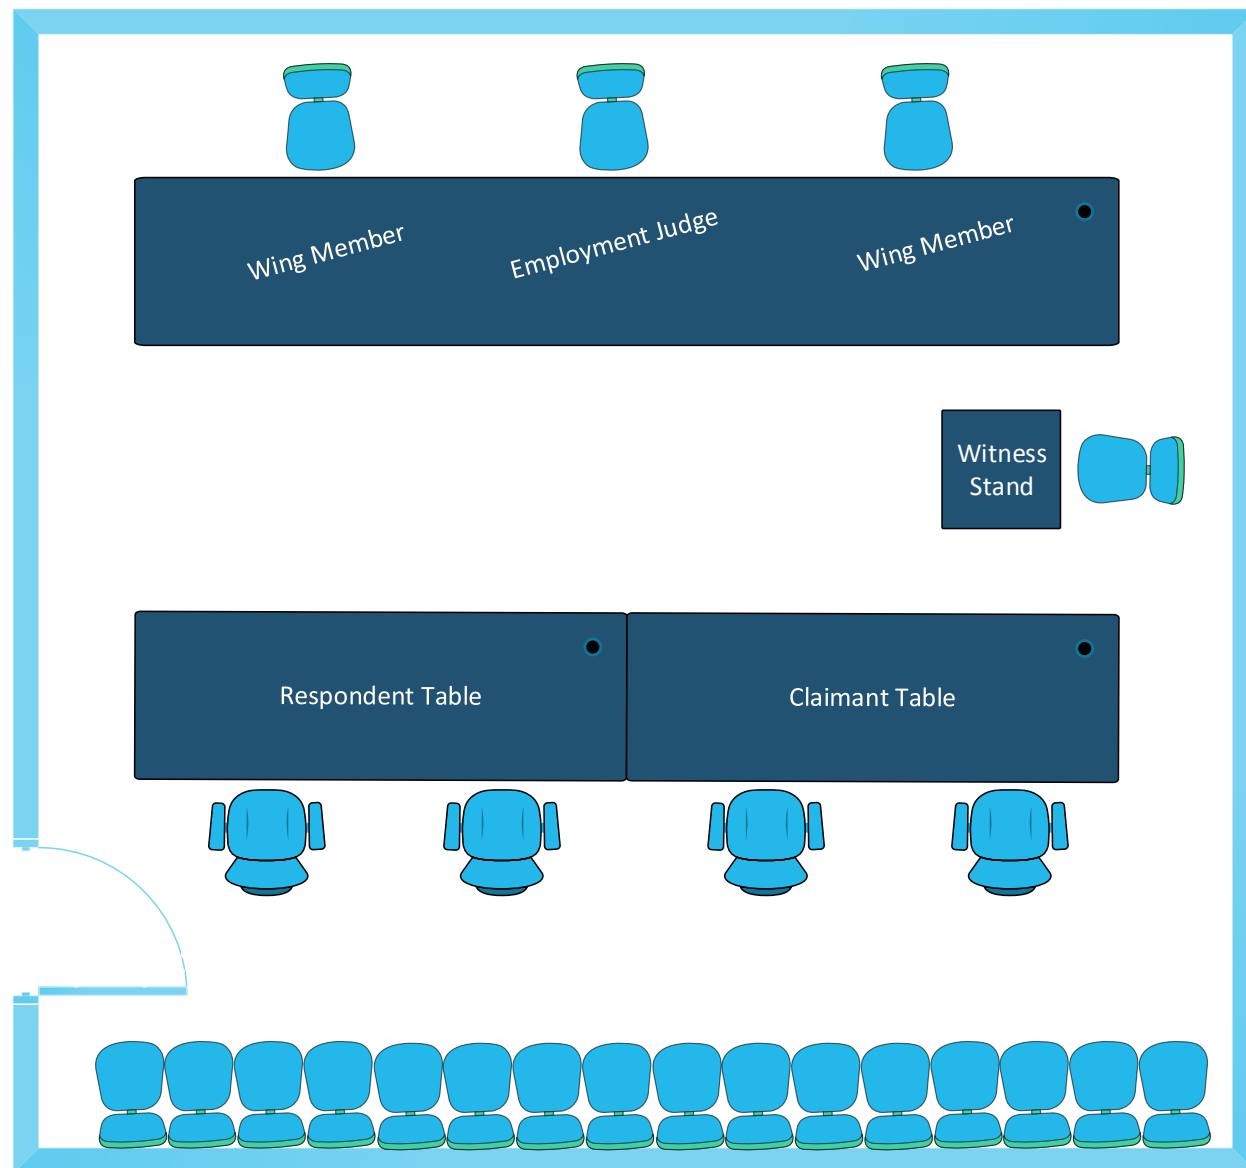 Wing Member
Employment Judge
Wing Member
Witness
Stand
Respondent Table
Claimant Table